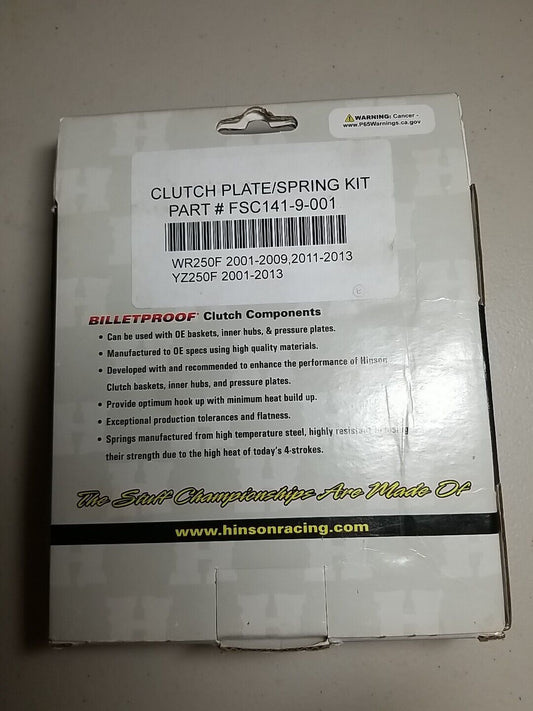 WARNING: Cancer -
www.P65Warnings.ca.gov
CLUTCH PLATE/SPRING KIT
PART # FSC141-9-001
WR250F 2001-2009,2011-2013
YZ250F 2001-2013
E
BILLETPROOF® Clutch Components
• Can be used with OE baskets, inner hubs, & pressure plates.
• Manufactured to OE specs using high quality materials.
• Developed with and recommended to enhance the performance of Hinson
Clutch baskets, inner hubs, and pressure plates.
• Provide optimum hook up with minimum heat build up.
• Exceptional production tolerances and flatness.
• Springs manufactured from high temperature steel, highly resistant to losing
their strength due to the high heat of today's 4-strokes.
The Stuff Championships Are Made Of
www.hinsonracing.com